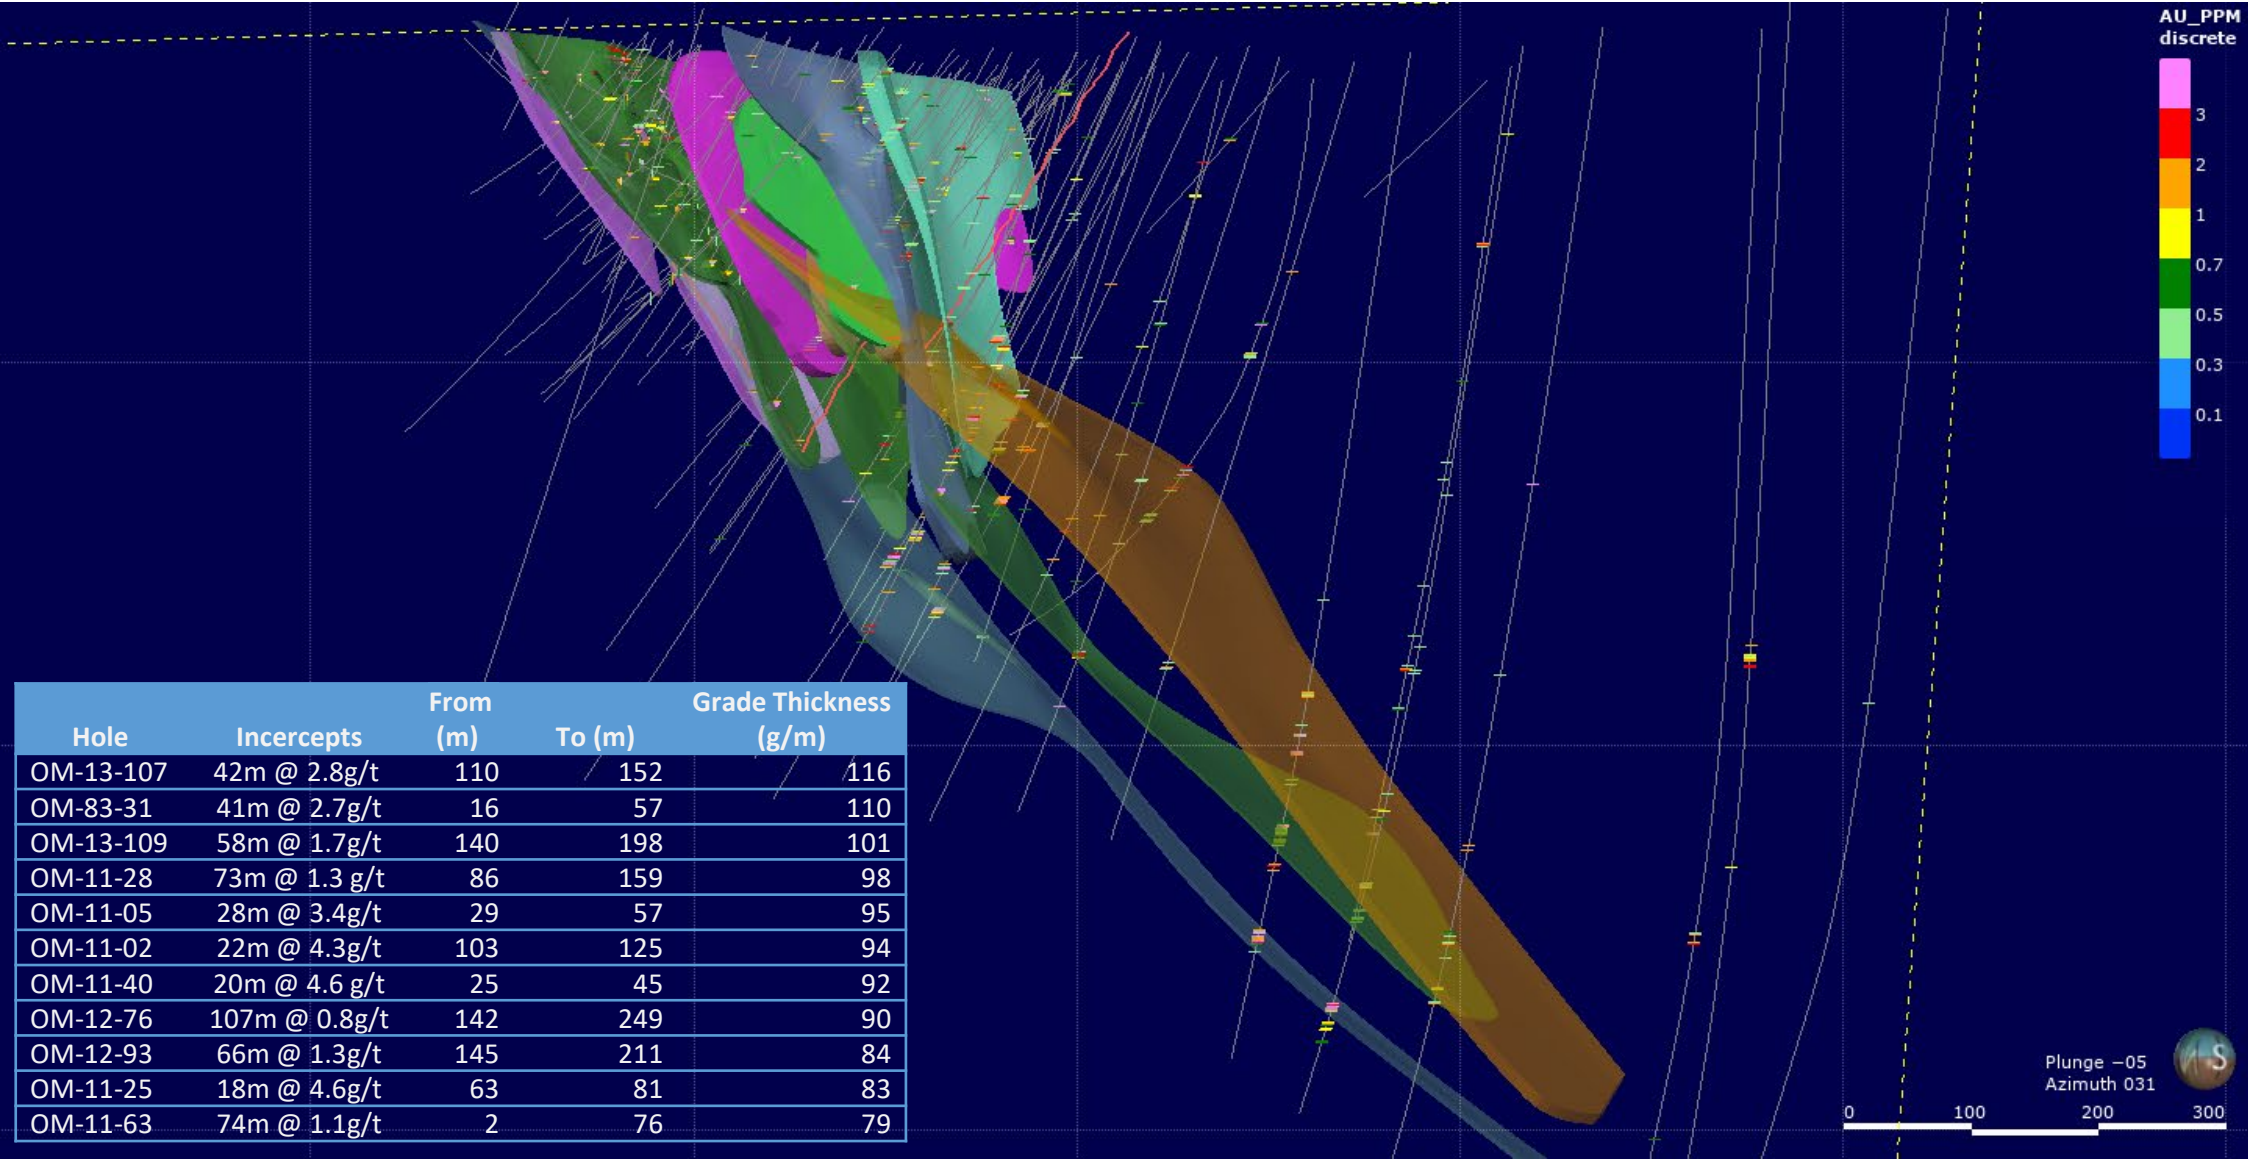 AU_PPM
discrete
3
2
1
0.7
0.5
0.3
0.1
From Grade Thickness
Hole Incercepts (m) To (m) (g/m)
OM-13-107 42m @ 2.8g/t 110 152 116
OM-83-31 41m @ 2.7g/t 16 57 110
OM-13-109 58m @ 1.7g/t 140 198 101
OM-11-28 73m @ 1.3 g/t 86 159 98
OM-11-05 28m @ 3.4g/t 29 57 95
OM-11-02 22m @ 4.3g/t 103 125 94
OM-11-40 20m @ 4.6 g/t 25 45 92
OM-12-76 107m @ 0.8g/t 142 249 90
OM-12-93 66m @ 1.3g/t 145 211 84
OM-11-25 18m @ 4.6g/t 63 81 83
OM-11-63 74m @ 1.1g/t 2 76 79
S
Plunge −05
Azimuth 031
0 100 200 300